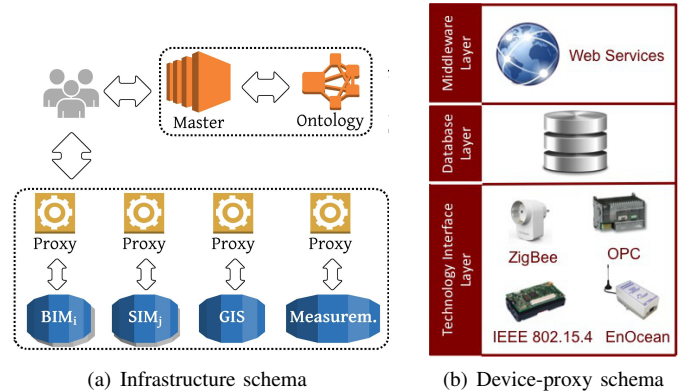 Master
Ontology
Proxy Proxy Proxy Proxy
BIMi SIMj GIS Measurem.
(a) Infrastructure schema
Middleware
Layer
Web Services
Database
Layer
Technology Interface
Layer
ZigBee OPC
IEEE 802.15.4 EnOcean
(b) Device-proxy schema